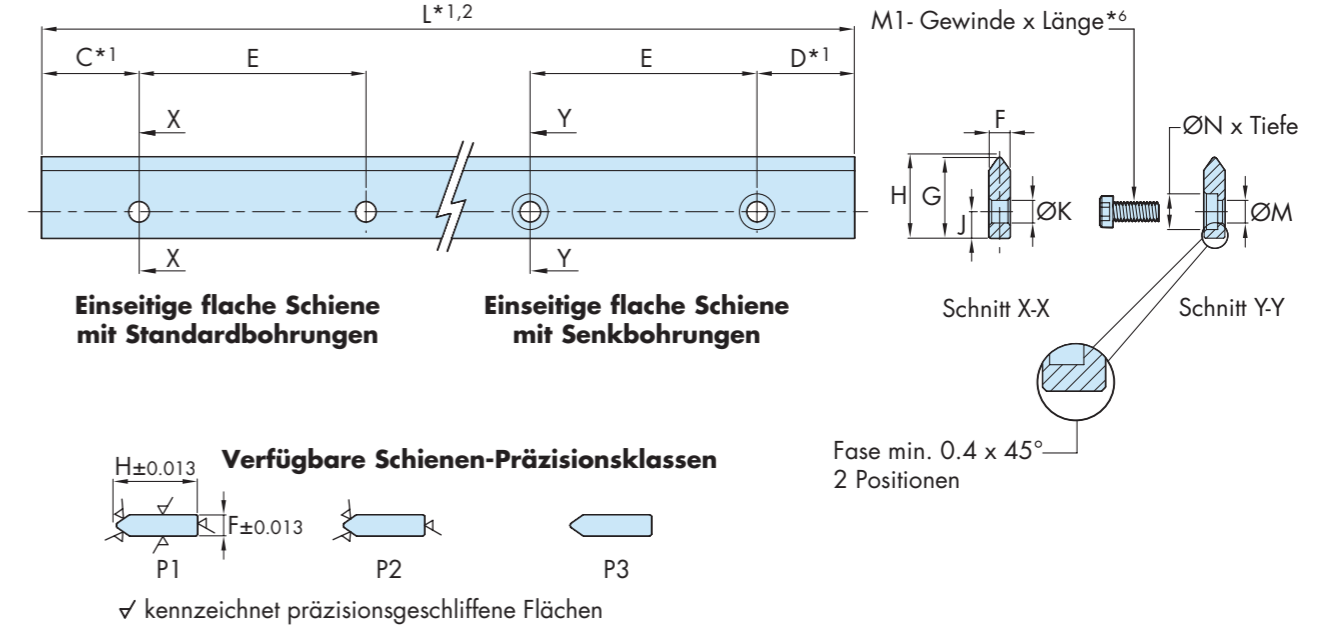 L*1,2
M1- Gewinde x Länge*6
C*1
E
E
D*1
X
Y
F
ØN x Tiefe
H
G
J
ØK
ØM
X
Y
Einseitige flache Schiene
mit Standardbohrungen
Einseitige flache Schiene
mit Senkbohrungen
Schnitt X-X
Schnitt Y-Y
Fase min. 0.4 x 45°
2 Positionen
Verfügbare Schienen-Präzisionsklassen
H±0.013
F±0.013
P1
P2
P3
kennzeichnet präzisionsgeschliffene Flächen